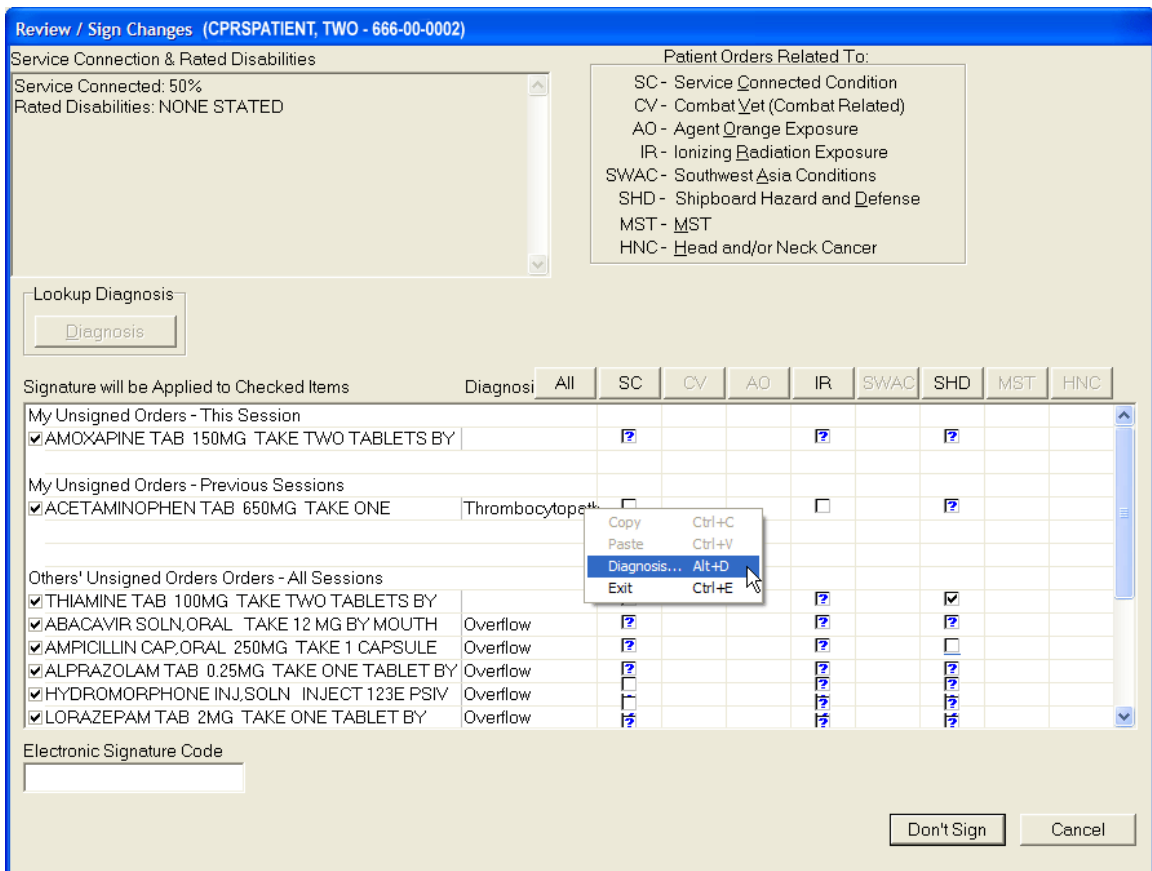 Review / Sign Changes (CPRSPATIENT, TWO - 666-00-0002)
Service Connection & Rated Disabilities
Service Connected: 50%
Rated Disabilities: NONE STATED
Patient Orders Related To:
SC - Service Connected Condition
CV - Combat Vet (Combat Related)
AO - Agent Orange Exposure
IR - Ionizing Radiation Exposure
SWAC - Southwest Asia Conditions
SHD - Shipboard Hazard and Defense
MST - MST
HNC - Head and/or Neck Cancer
Lookup Diagnosis
Diagnosis
Signature will be Applied to Checked Items Diagnosi All SC CV AO IR SWAC SHD MST HNC
My Unsigned Orders - This Session
AMOXAPINE TAB 150MG TAKE TWO TABLETS BY ? ? ?
My Unsigned Orders - Previous Sessions
ACETAMINOPHEN TAB 650MG TAKE ONE Thrombocytopath ?
Copy Ctrl+C
Paste Ctrl+V
Diagnosis... Alt+D
Exit Ctrl+E
Others' Unsigned Orders Orders - All Sessions
THIAMINE TAB 100MG TAKE TWO TABLETS BY ?
ABACAVIR SOLN,ORAL TAKE 12 MG BY MOUTH Overflow ? ? ?
AMPICILLIN CAP,ORAL 250MG TAKE 1 CAPSULE Overflow ? ?
ALPRAZOLAM TAB 0.25MG TAKE ONE TABLET BY Overflow ? ? ?
HYDROMORPHONE INJ,SOLN INJECT 123E PSIV Overflow ? ?
LORAZEPAM TAB 2MG TAKE ONE TABLET BY Overflow ? ? ?
Electronic Signature Code
Don't Sign Cancel